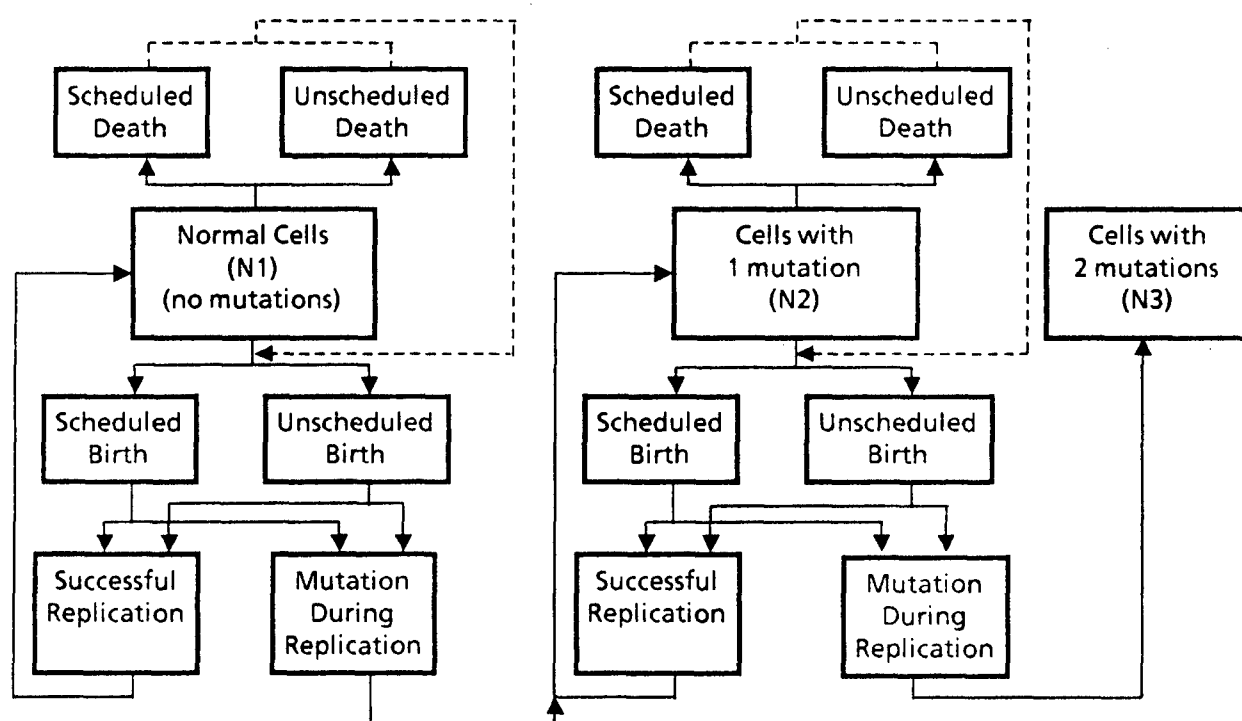 Scheduled
Death
Unscheduled
Death
Normal Cells
(N1)
(no mutations)
Scheduled
Birth
Unscheduled
Birth
Successful
Replication
Mutation
During
Replication
Scheduled
Death
Unscheduled
Death
Cells with
1 mutation
(N2)
Cells with
2 mutations
(N3)
Scheduled
Birth
Unscheduled
Birth
Successful
Replication
Mutation
During
Replication